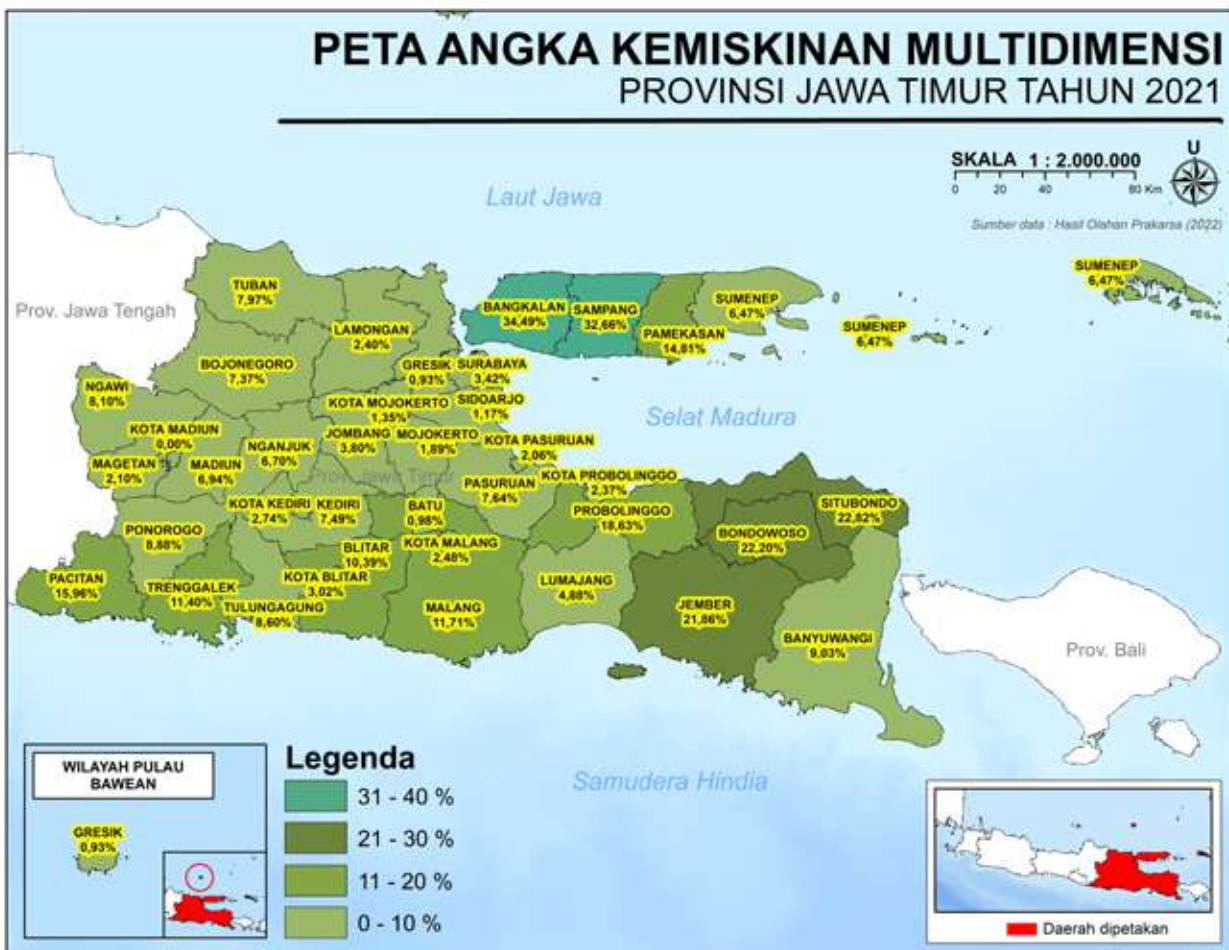 PETA ANGKA KEMISKINAN MULTIDIMENSI
PROVINSI JAWA TIMUR TAHUN 2021
SKALA 1 : 2.000.000
U
0 20 40 80 Km
Sumber data : Hasil Olahan Prakarsa (2022)
Laut Jawa
Prov. Jawa Tengah
TUBAN
7,97%
LAMONGAN
2,40%
BANGKALAN
34,49%
SAMPANG
32,66%
PAMEKASAN
14,81%
SUMENEP
6,47%
SUMENEP
6,47%
SUMENEP
6,47%
BOJONEGORO
7,37%
GRESIK
0,93%
SURABAYA
3,42%
NGAWI
8,10%
KOTA MOJOKERTO
1,35%
SIDOARJO
1,17%
Selat Madura
KOTA MADIUN
0,00%
NGANJUK
6,70%
JOMBANG
3,80%
MOJOKERTO
1,89%
KOTA PASURUAN
2,06%
MAGETAN
2,10%
MADIUN
6,94%
Prov. Jawa Timur
PASURUAN
7,64%
KOTA PROBOLINGGO
2,37%
PONOROGO
8,88%
KOTA KEDIRI
2,74%
KEDIRI
7,49%
BATU
0,98%
PROBOLINGGO
18,63%
SITUBONDO
22,82%
BONDOWOSO
22,20%
BLITAR
10,39%
KOTA MALANG
2,48%
PACITAN
15,96%
TRENGGALEK
11,40%
KOTA BLITAR
3,02%
TULUNGAGUNG
8,60%
MALANG
11,71%
LUMAJANG
4,88%
JEMBER
21,86%
BANYUWANGI
9,03%
Prov. Bali
Samudera Hindia
WILAYAH PULAU
BAWEAN
GRESIK
0,93%
Legenda
31 - 40 %
21 - 30 %
11 - 20 %
0 - 10 %
Daerah dipetakan